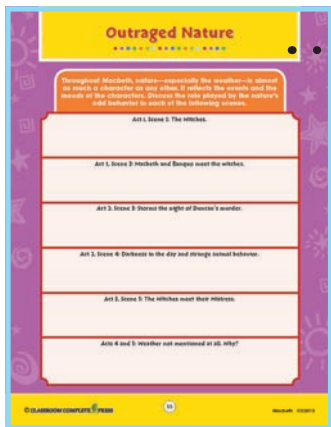 Outraged Nature
Throughout Macbeth, nature—especially the weather—is almost
as much a character as any other. It reflects the events and the
moods of the characters. Discuss the role played by the nature's
odd behavior in each of the following scenes.
Act 1, Scene 1: The Witches.
Act 1, Scene 3: Macbeth and Banquo meet the witches.
Act 2, Scene 3: Storms the night of Duncan's murder.
Act 2, Scene 4: Darkness in the day and strange animal behavior.
Act 3, Scene 5: The Witches meet their Mistress.
Acts 4 and 5: Weather not mentioned at all. Why?
© CLASSROOM COMPLETE PRESS
Macbeth